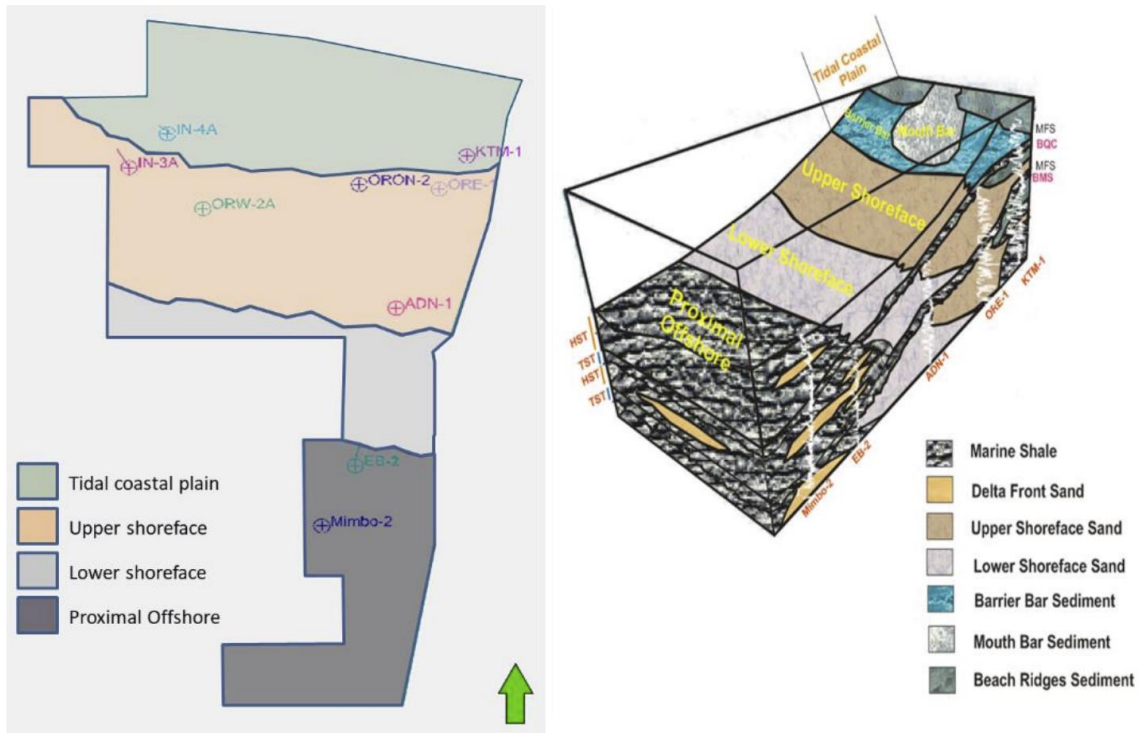 IN-4A
IN-3A
KTM-1
ORON-2
ORE-1
ORW-2A
ADN-1
EB-2
Mimbo-2
Tidal coastal plain
Upper shoreface
Lower shoreface
Proximal Offshore
Tidal Coastal
Plain
Barrier Bar
Mouth Bar
Upper Shoreface
Lower Shoreface
Proximal
Offshore
MFS
BQC
MFS
BMS
HST
TST
HST
TST
KTM-1
ORE-1
ADN-1
EB-2
Mimbo-2
Marine Shale
Delta Front Sand
Upper Shoreface Sand
Lower Shoreface Sand
Barrier Bar Sediment
Mouth Bar Sediment
Beach Ridges Sediment